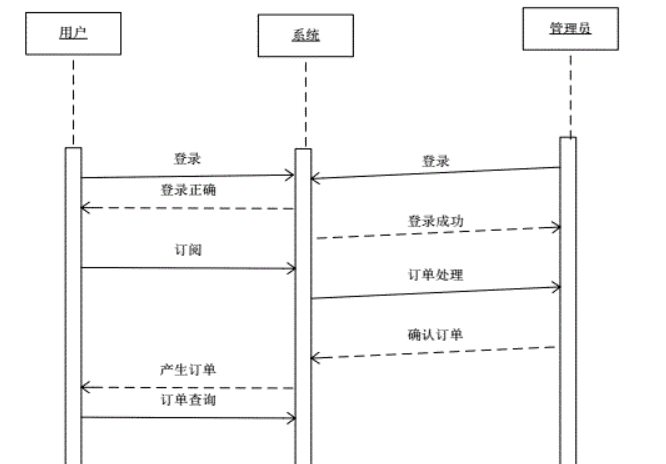 用户
系统
管理员
登录
登录
登录正确
登录成功
订阅
订单处理
确认订单
产生订单
订单查询